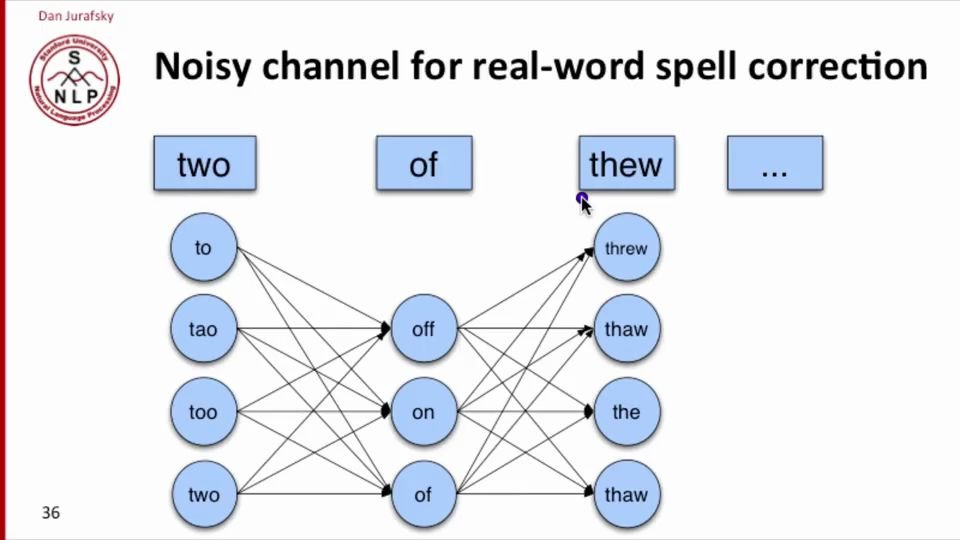 Dan Jurafsky
Stanford University
S
NLP
Natural Language Processing
Noisy channel for real-word spell correction
two of thew ...
to threw
tao off thaw
too on the
two of thaw
36